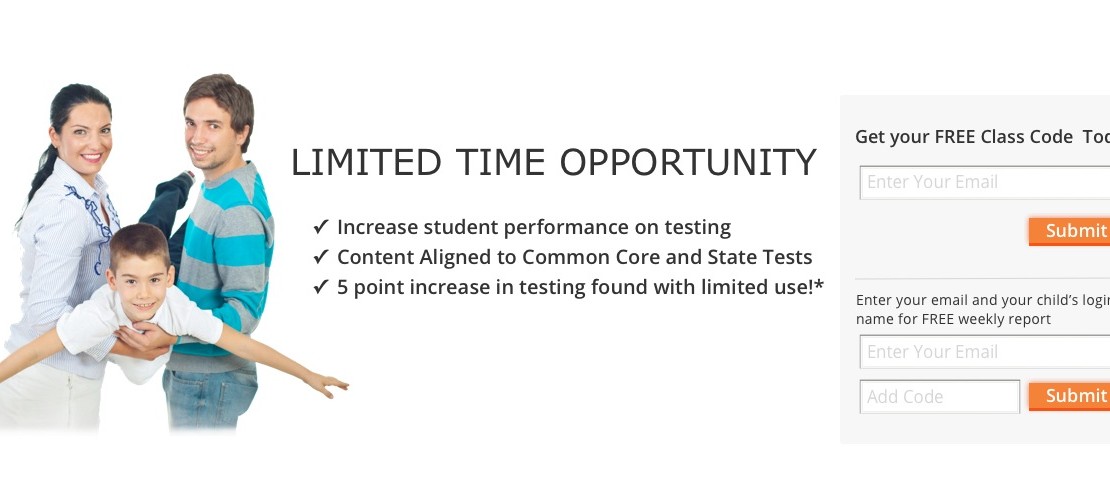 LIMITED TIME OPPORTUNITY
✓ Increase student performance on testing
✓ Content Aligned to Common Core and State Tests
✓ 5 point increase in testing found with limited use!*
Get your FREE Class Code
Enter Your Email
Submit
Enter your email and your child’s login
name for FREE weekly report
Enter Your Email
Add Code
Submit